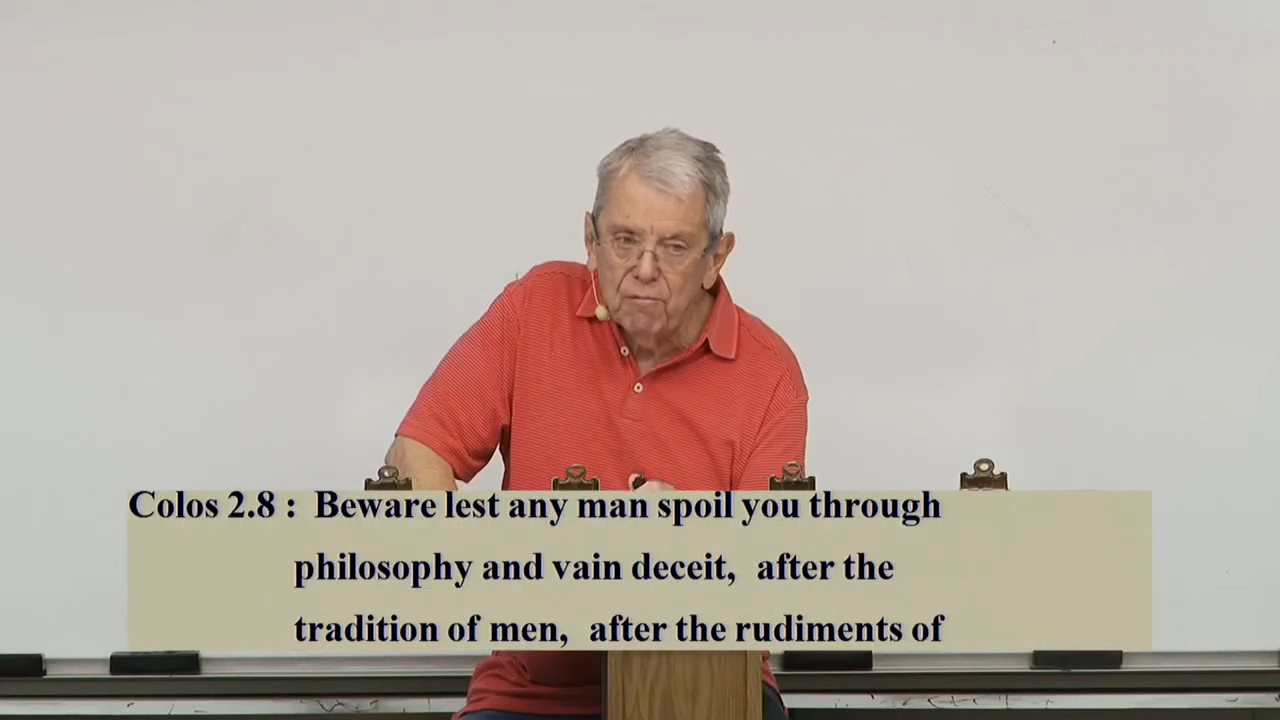 Colos 2.8 : Beware lest any man spoil you through
philosophy and vain deceit, after the
tradition of men, after the rudiments of